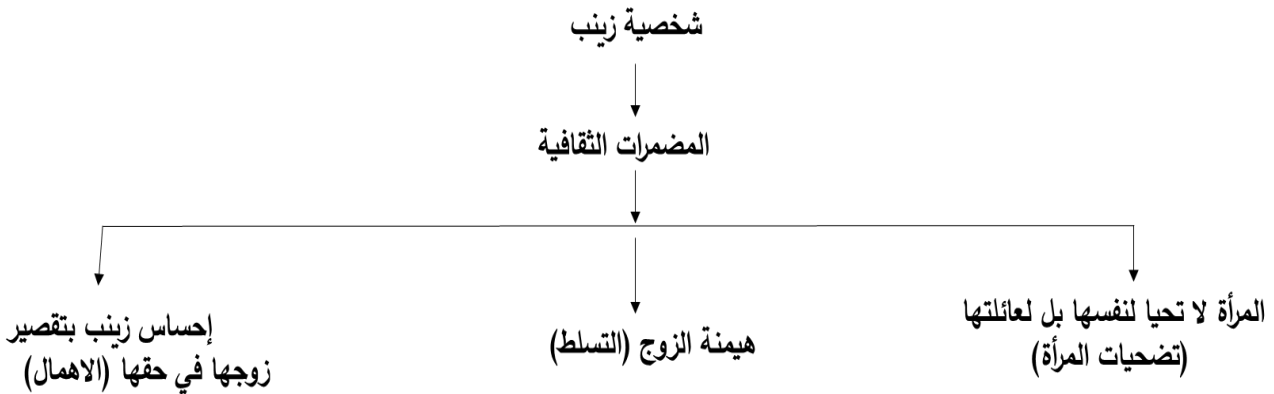 شخصية زينب
المضمرات الثقافية
المرأة لا تحيا لنفسها بل لعائلتها
(تضحيات المرأة)
هيمنة الزوج (التسلط)
إحساس زينب بتقصير
زوجها في حقها (الاهمال)